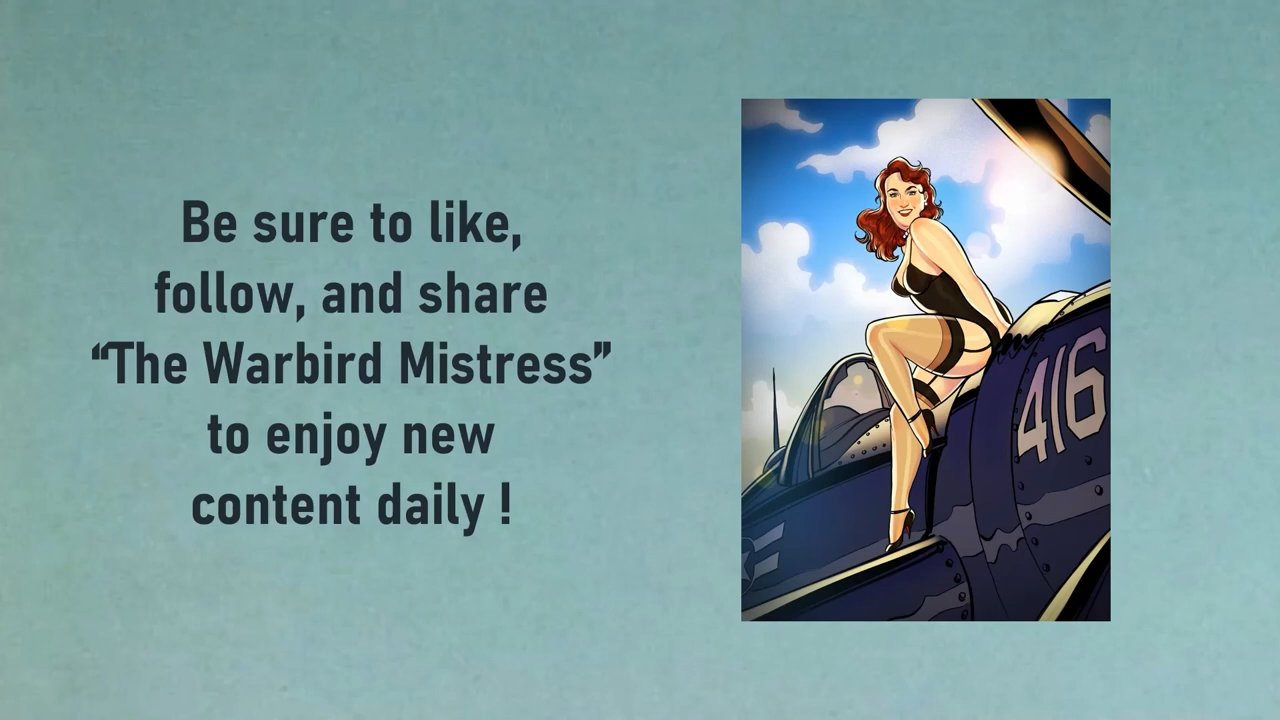 Be sure to like,
follow, and share
“The Warbird Mistress”
to enjoy new
content daily !
416